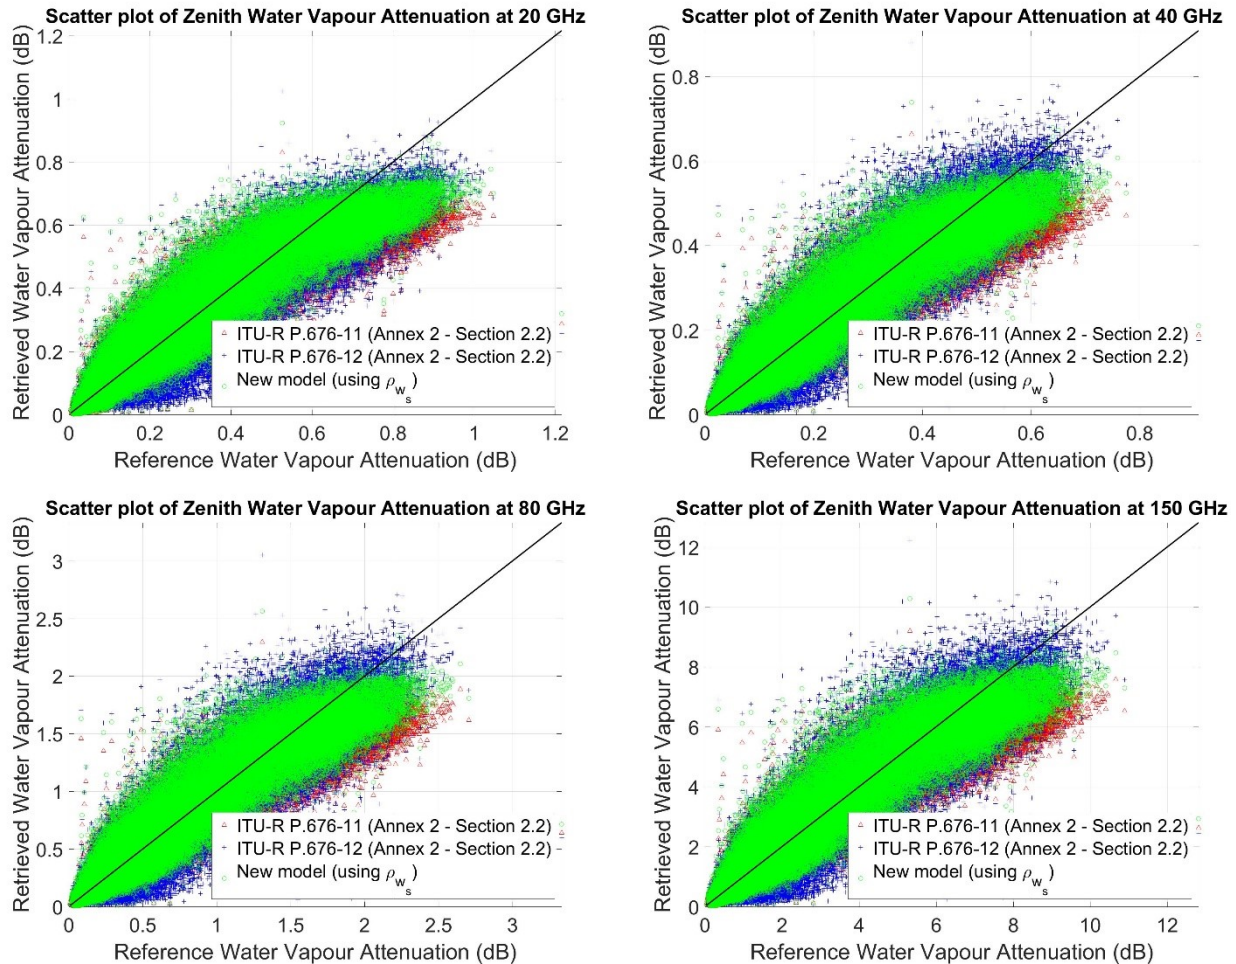 Scatter plot of Zenith Water Vapour Attenuation at 20 GHz
Retrieved Water Vapour Attenuation (dB)
1.2
1
0.8
0.6
0.4
0.2
0
ITU-R P.676-11 (Annex 2 - Section 2.2)
ITU-R P.676-12 (Annex 2 - Section 2.2)
New model (using ρws)
0 0.2 0.4 0.6 0.8 1 1.2
Reference Water Vapour Attenuation (dB)
Scatter plot of Zenith Water Vapour Attenuation at 40 GHz
Retrieved Water Vapour Attenuation (dB)
0.8
0.6
0.4
0.2
0
ITU-R P.676-11 (Annex 2 - Section 2.2)
ITU-R P.676-12 (Annex 2 - Section 2.2)
New model (using ρws)
0 0.2 0.4 0.6 0.8
Reference Water Vapour Attenuation (dB)
Scatter plot of Zenith Water Vapour Attenuation at 80 GHz
Retrieved Water Vapour Attenuation (dB)
3
2.5
2
1.5
1
0.5
0
ITU-R P.676-11 (Annex 2 - Section 2.2)
ITU-R P.676-12 (Annex 2 - Section 2.2)
New model (using ρws)
0 0.5 1 1.5 2 2.5 3
Reference Water Vapour Attenuation (dB)
Scatter plot of Zenith Water Vapour Attenuation at 150 GHz
Retrieved Water Vapour Attenuation (dB)
12
10
8
6
4
2
0
ITU-R P.676-11 (Annex 2 - Section 2.2)
ITU-R P.676-12 (Annex 2 - Section 2.2)
New model (using ρws)
0 2 4 6 8 10 12
Reference Water Vapour Attenuation (dB)